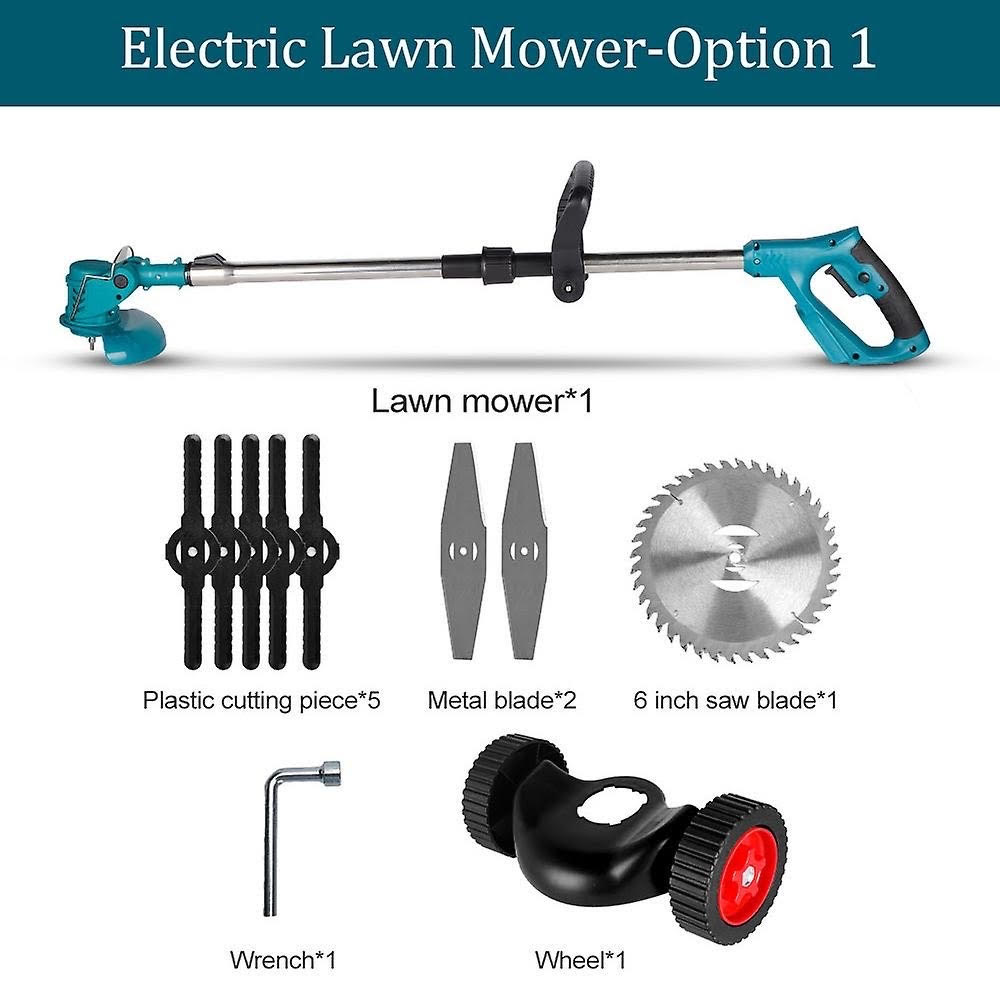 Electric Lawn Mower-Option 1
Lawn mower*1
Plastic cutting piece*5
Metal blade*2
6 inch saw blade*1
Wrench*1
Wheel*1